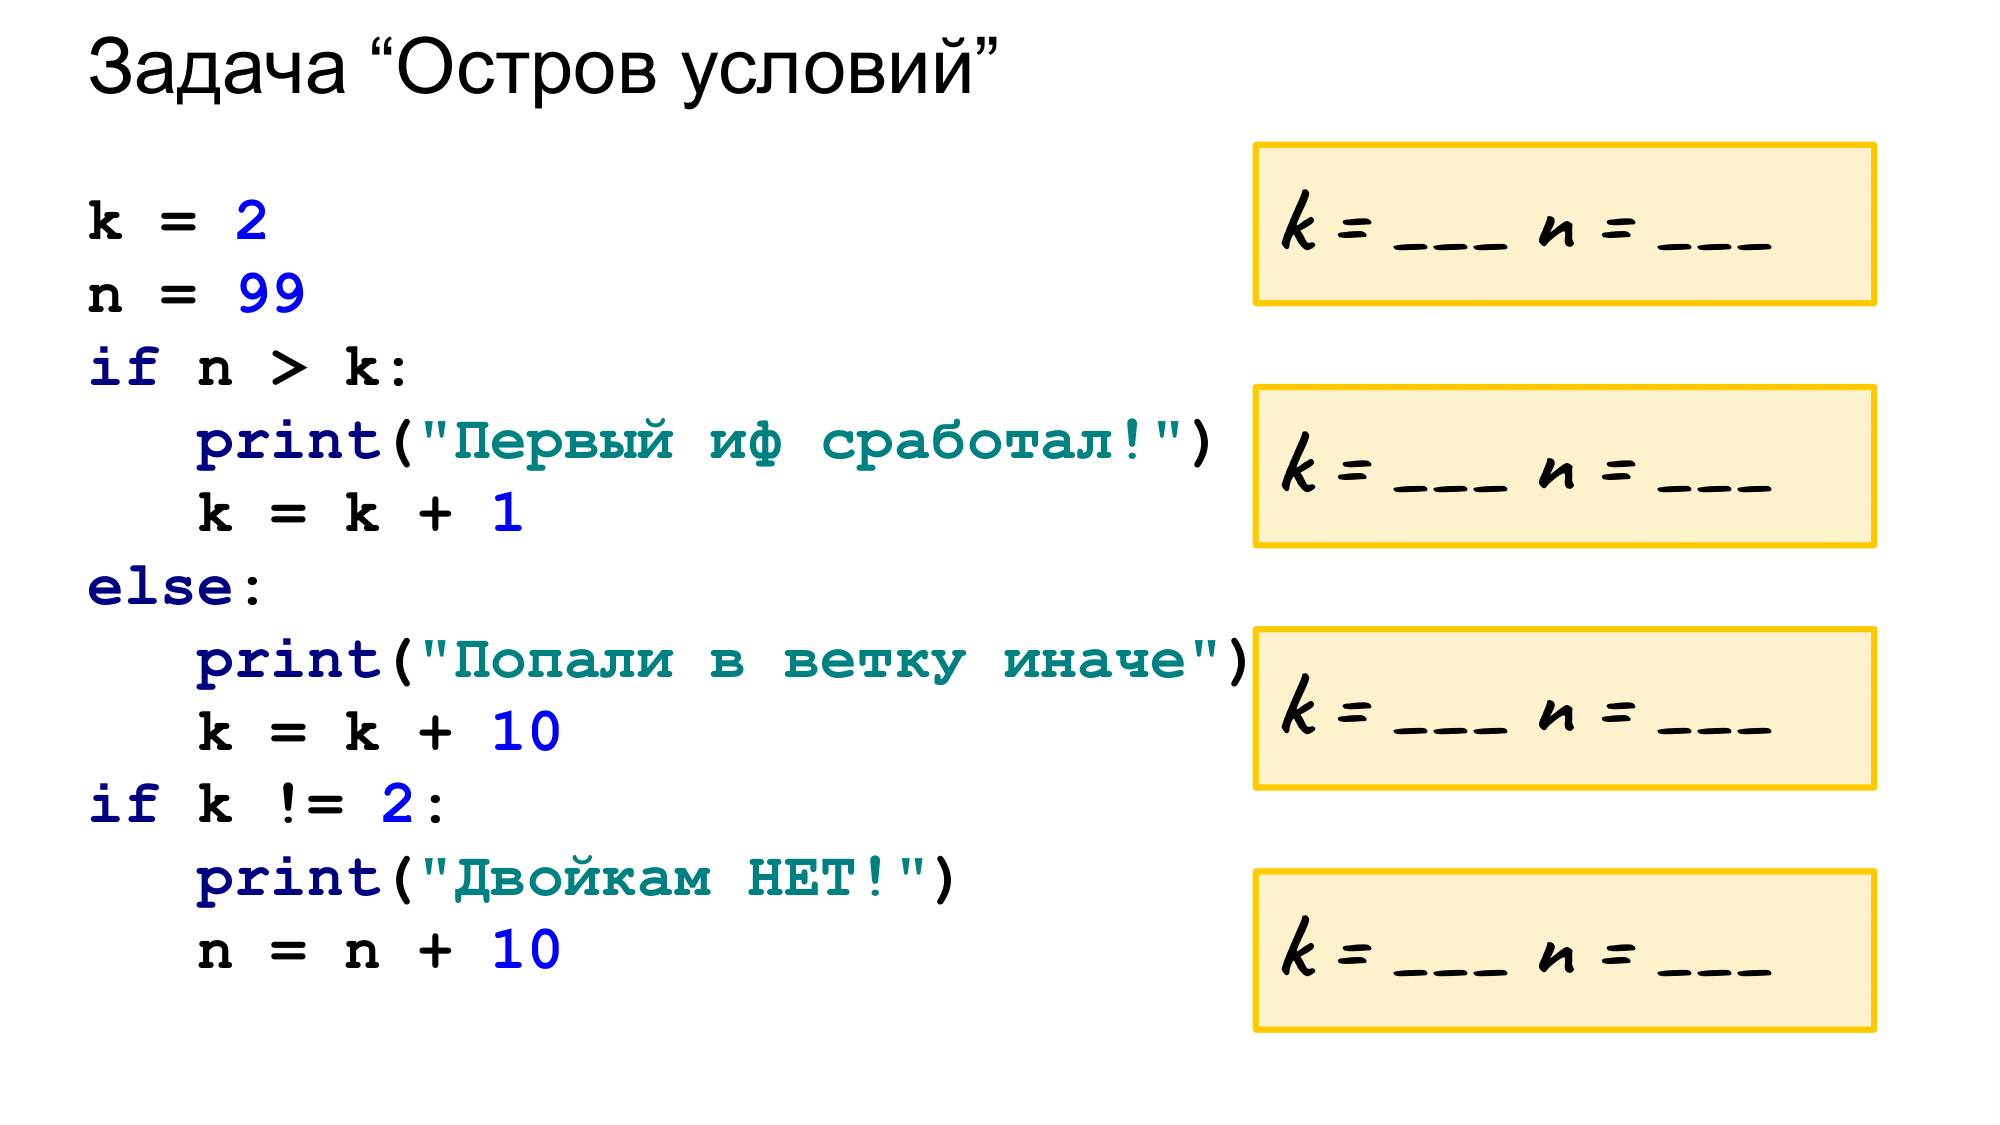 Задача “Остров условий”
k = 2
n = 99
if n > k:
   print("Первый иф сработал!")
   k = k + 1
else:
   print("Попали в ветку иначе")
   k = k + 10
if k != 2:
   print("Двойкам НЕТ!")
   n = n + 10
k = ___ n = ___
k = ___ n = ___
k = ___ n = ___
k = ___ n = ___